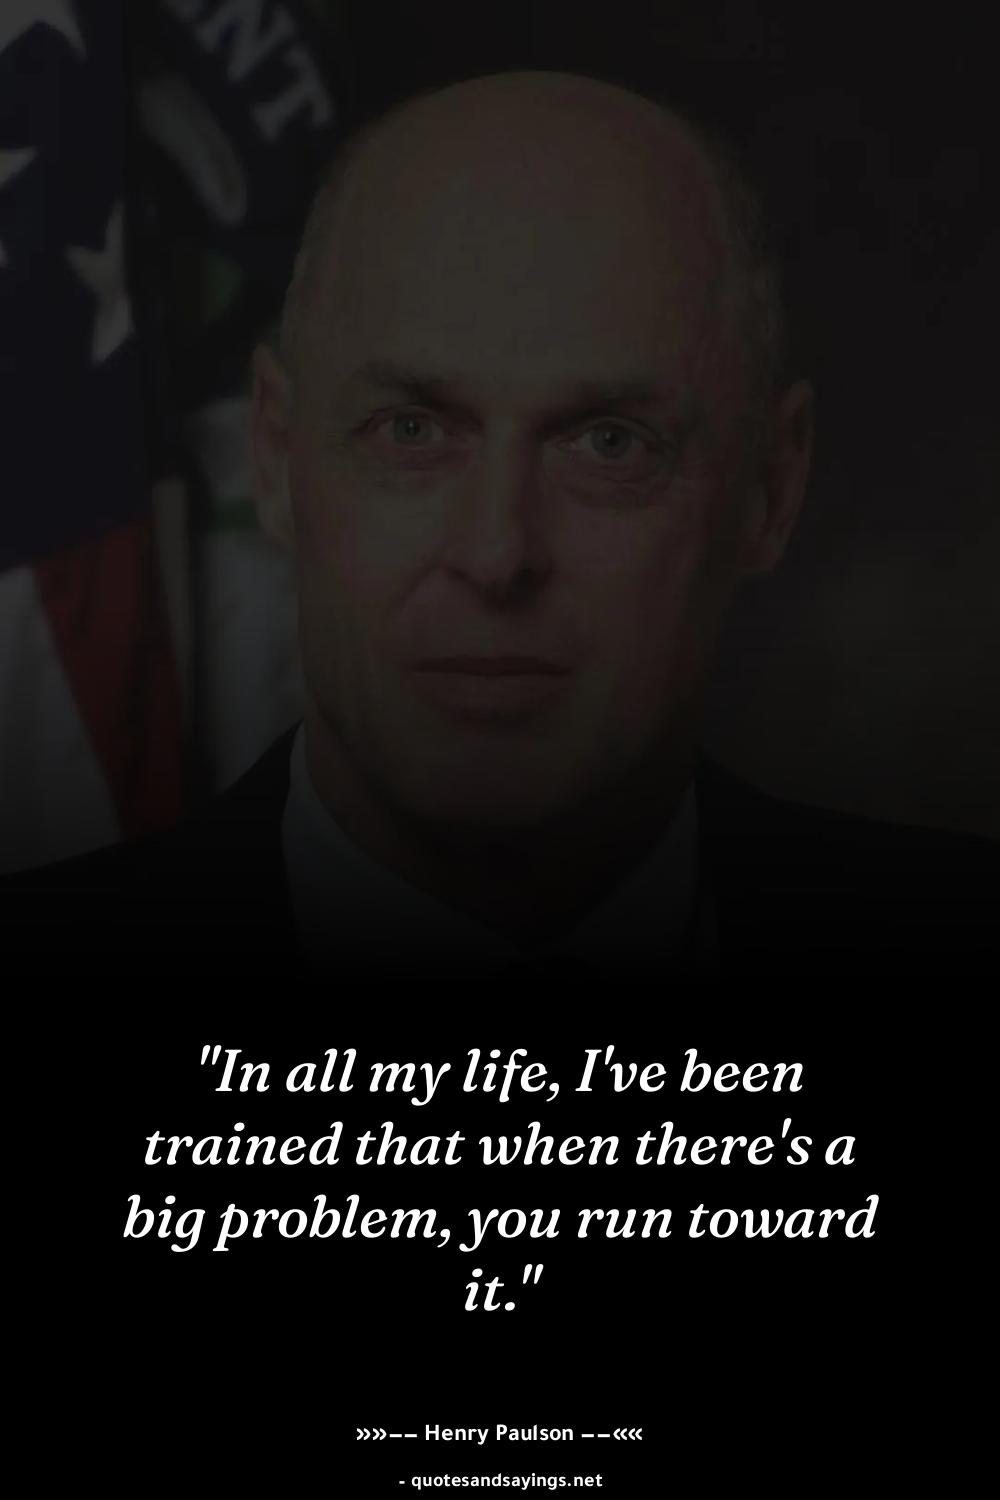 NT
"In all my life, I've been
trained that when there's a
big problem, you run toward
it."
»»–– Henry Paulson ––««
- quotesandsayings.net